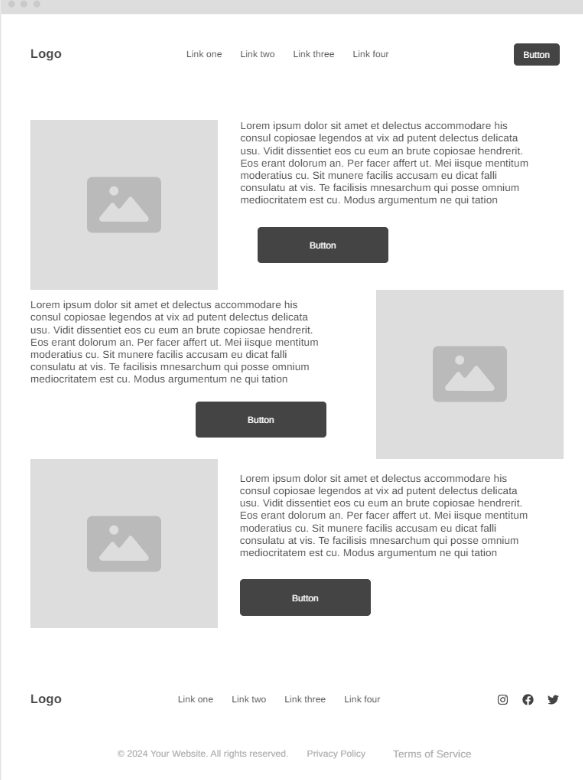 Logo
Link one Link two Link three Link four
Button
Lorem ipsum dolor sit amet et delectus accommodare his
consul copiosae legendos at vix ad putent delectus delicata
usu. Vidit dissentiet eos cu eum an brute copiosae hendrerit.
Eos erant dolorum an. Per facer affert ut. Mei iisque mentitum
moderatius cu. Sit munere facilis accusam eu dicat falli
consulatu at vis. Te facilisis mnesarchum qui posse omnium
mediocritatem est cu. Modus argumentum ne qui tation
Button
Lorem ipsum dolor sit amet et delectus accommodare his
consul copiosae legendos at vix ad putent delectus delicata
usu. Vidit dissentiet eos cu eum an brute copiosae hendrerit.
Eos erant dolorum an. Per facer affert ut. Mei iisque mentitum
moderatius cu. Sit munere facilis accusam eu dicat falli
consulatu at vis. Te facilisis mnesarchum qui posse omnium
mediocritatem est cu. Modus argumentum ne qui tation
Button
Lorem ipsum dolor sit amet et delectus accommodare his
consul copiosae legendos at vix ad putent delectus delicata
usu. Vidit dissentiet eos cu eum an brute copiosae hendrerit.
Eos erant dolorum an. Per facer affert ut. Mei iisque mentitum
moderatius cu. Sit munere facilis accusam eu dicat falli
consulatu at vis. Te facilisis mnesarchum qui posse omnium
mediocritatem est cu. Modus argumentum ne qui tation
Button
Logo
Link one Link two Link three Link four
© 2024 Your Website. All rights reserved. Privacy Policy Terms of Service